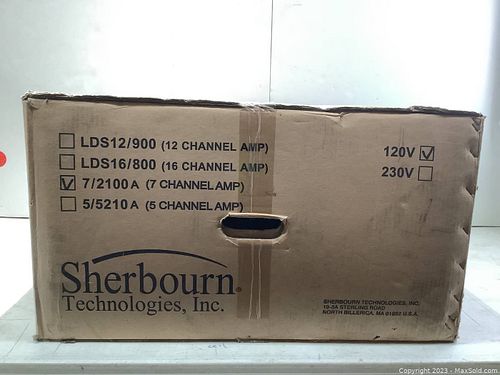 LDS12/900 (12 CHANNEL AMP)
LDS16/800 (16 CHANNEL AMP)
7/2100 A (7 CHANNEL AMP)
5/5210 A (5 CHANNEL AMP)
120V
230V
Sherbourn®
Technologies, Inc.
SHERBOURN TECHNOLOGIES, INC.
19-5A STERLING ROAD
NORTH BILLERICA, MA 01862 U.S.A.
Copyright 2023 - MaxSold.com